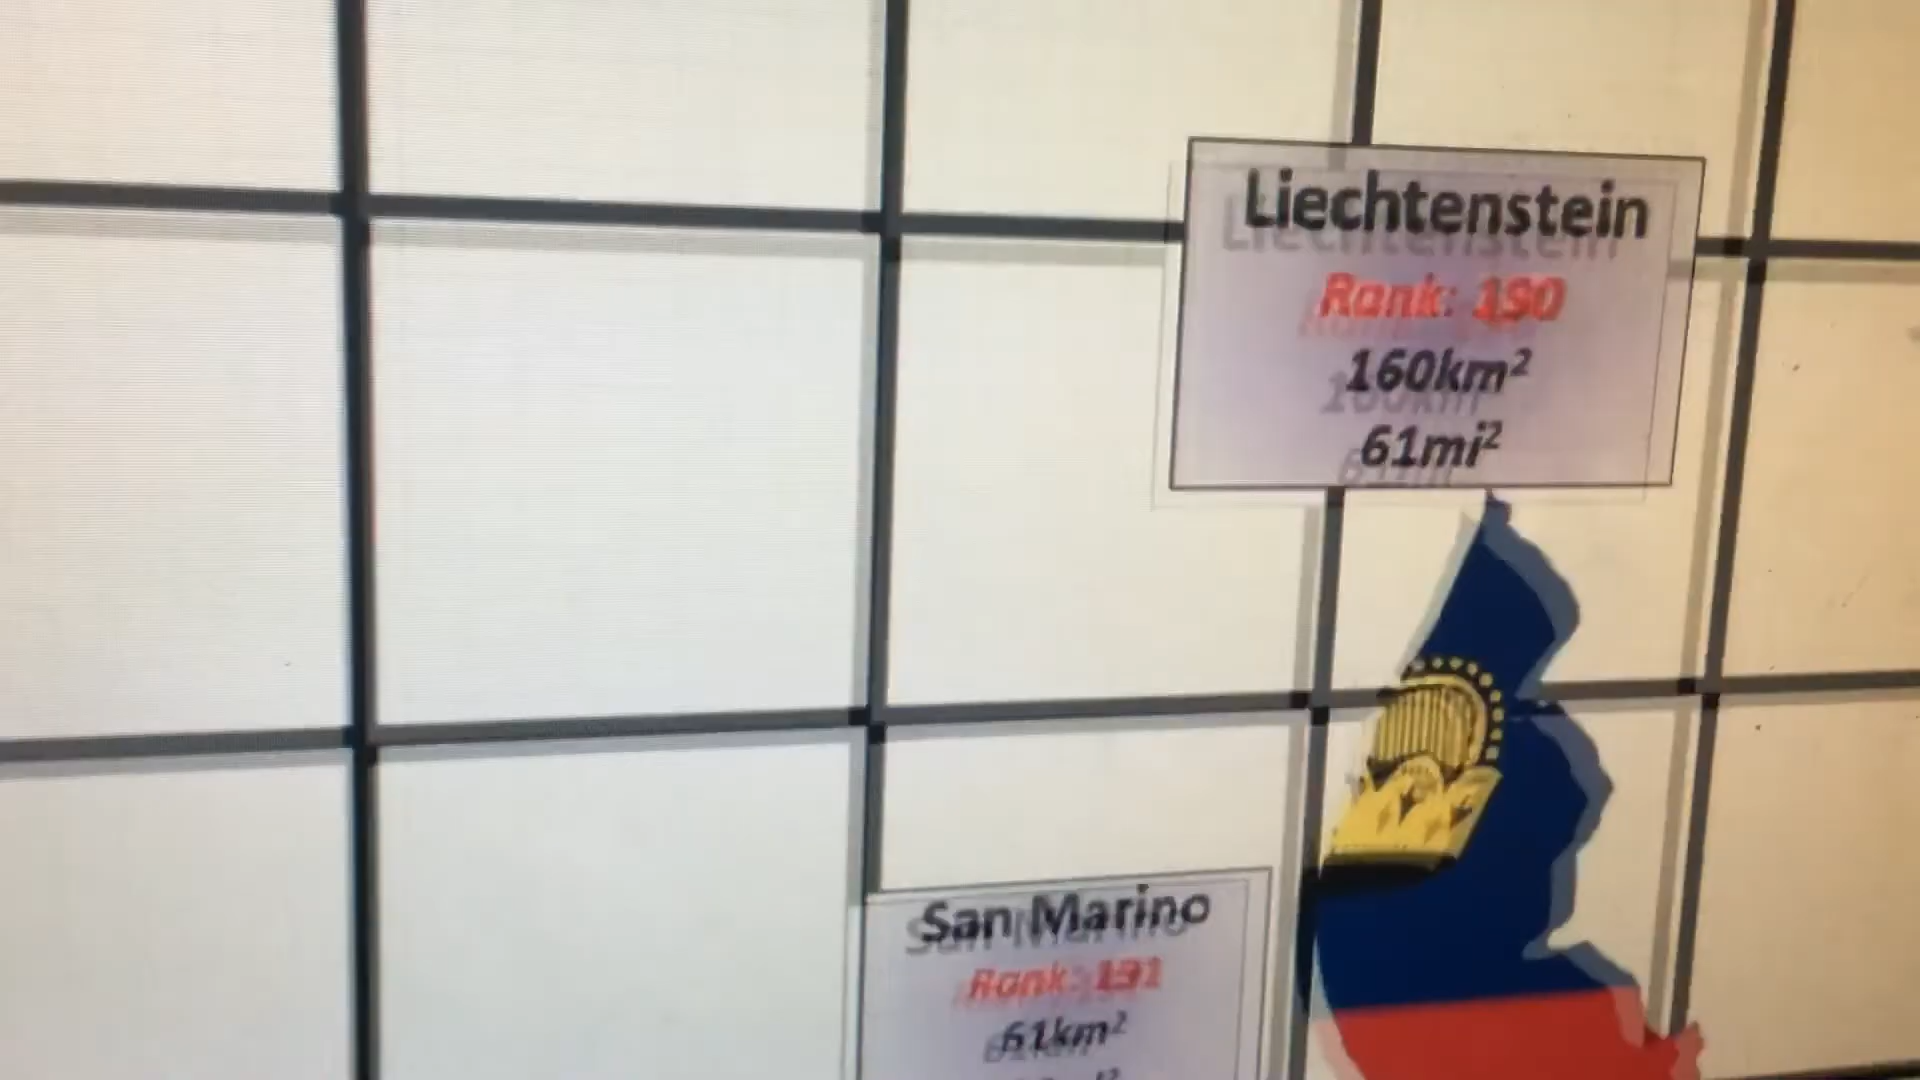 Liechtenstein
Rank: 190
160km²
61mi²
San Marino
Rank: 191
61km²